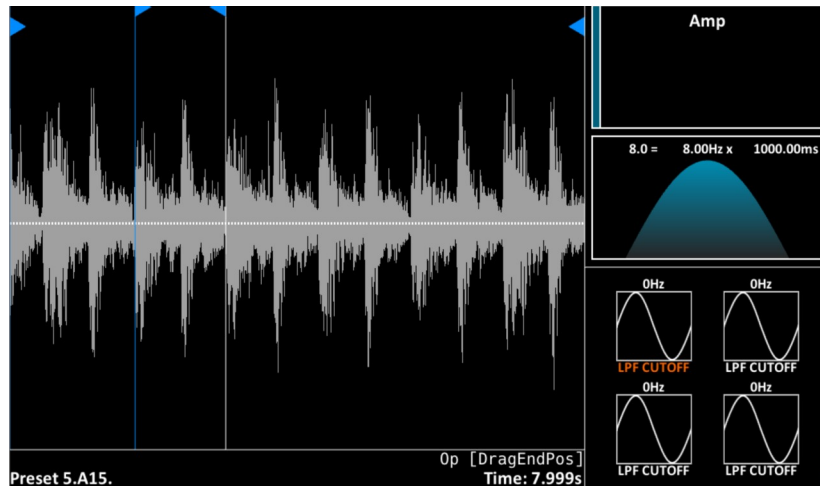 Amp
8.0 = 8.00Hz x 1000.00ms
0Hz 0Hz
LPF CUTOFF LPF CUTOFF
0Hz 0Hz
LPF CUTOFF LPF CUTOFF
Op [DragEndPos]
Preset 5.A15. Time: 7.999s